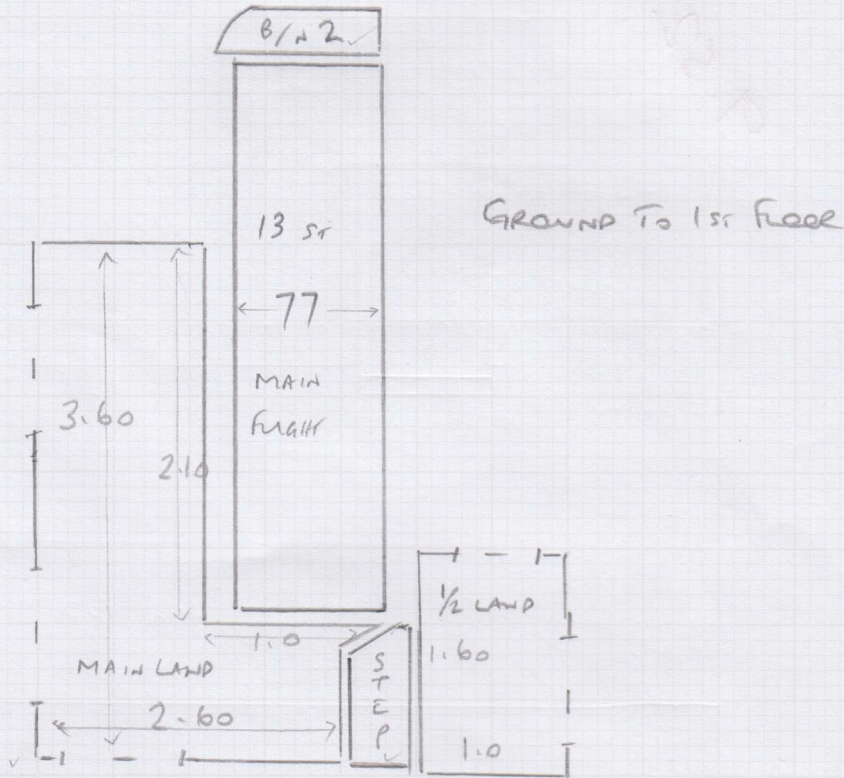 B/N 2
13 ST
GROUND TO 1ST FLOOR
77
MAIN
FLIGHT
3.60
2.10
1/2 LAND
1.0
1.60
MAIN LAND
STEP
2.60
1.0